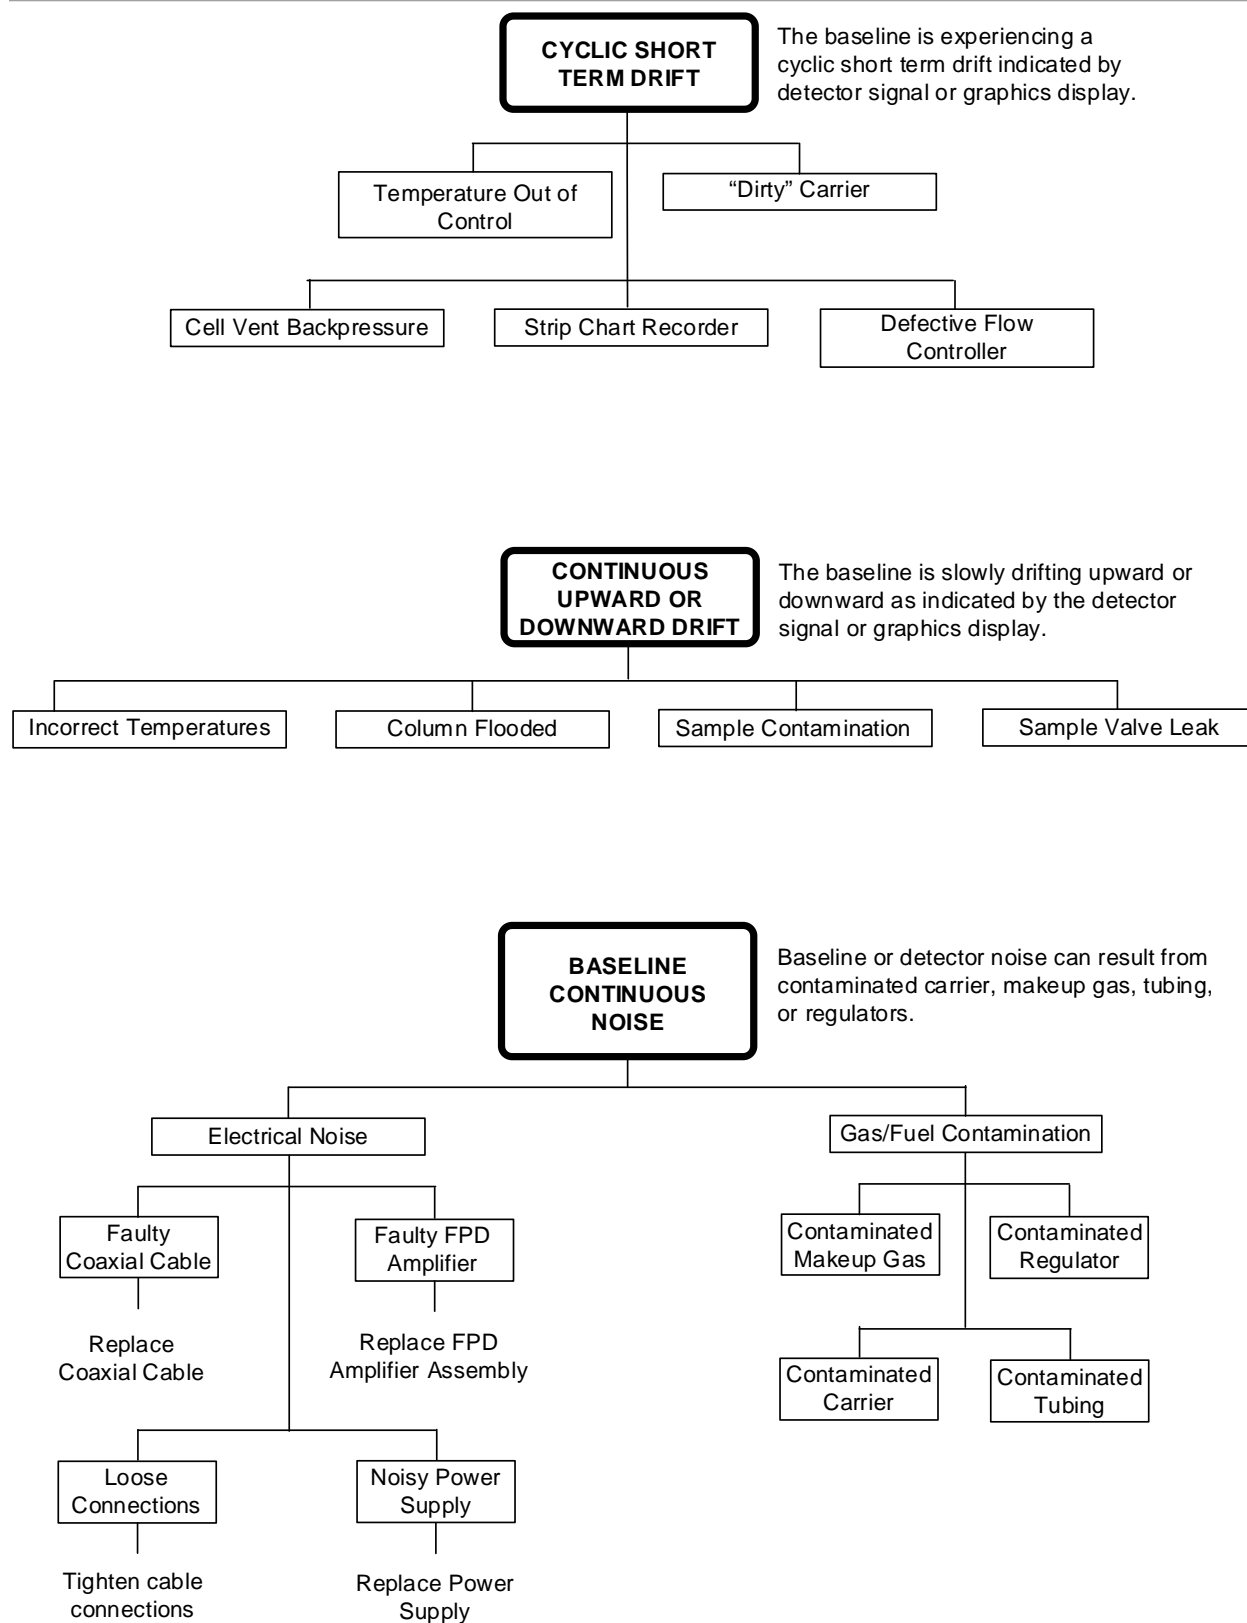 CYCLIC SHORT
TERM DRIFT
The baseline is experiencing a
cyclic short term drift indicated by
detector signal or graphics display.
Temperature Out of
Control
“Dirty” Carrier
Cell Vent Backpressure
Strip Chart Recorder
Defective Flow
Controller
CONTINUOUS
UPWARD OR
DOWNWARD DRIFT
The baseline is slowly drifting upward or
downward as indicated by the detector
signal or graphics display.
Incorrect Temperatures
Column Flooded
Sample Contamination
Sample Valve Leak
BASELINE
CONTINUOUS
NOISE
Baseline or detector noise can result from
contaminated carrier, makeup gas, tubing,
or regulators.
Electrical Noise
Gas/Fuel Contamination
Faulty
Coaxial Cable
Faulty FPD
Amplifier
Contaminated
Makeup Gas
Contaminated
Regulator
Replace
Coaxial Cable
Replace FPD
Amplifier Assembly
Contaminated
Carrier
Contaminated
Tubing
Loose
Connections
Noisy Power
Supply
Tighten cable
connections
Replace Power
Supply